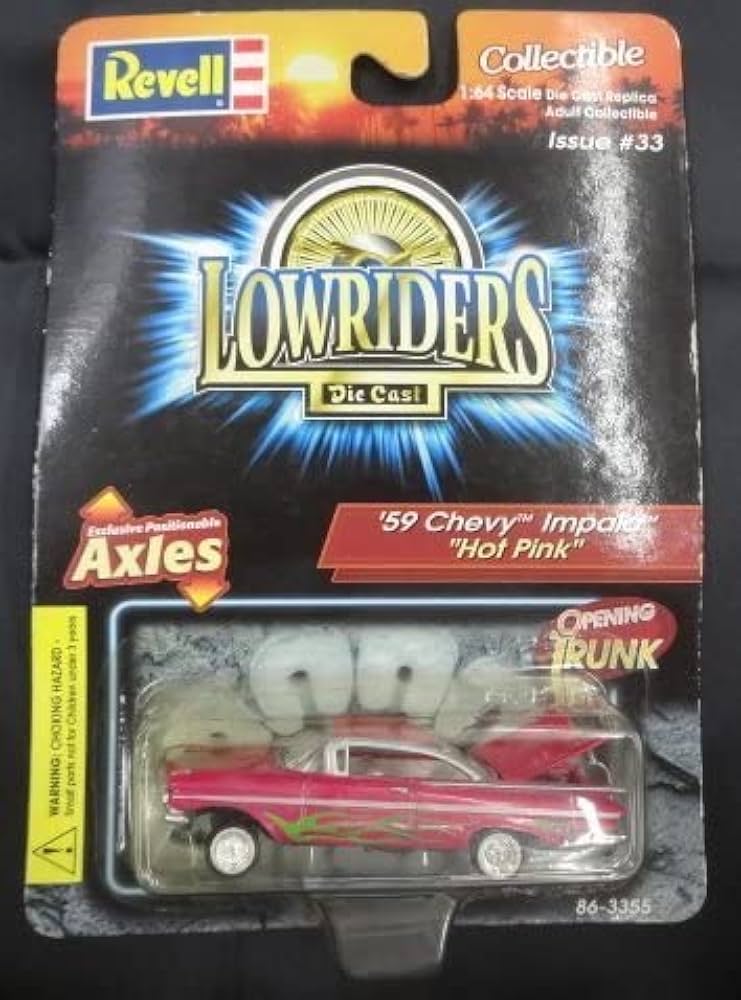 Revell
Collectible
1:64 Scale Die Cast Replica
Adult Collectible
Issue #33
LOWRIDERS
Die Cast
Exclusive Positionable
Axles
'59 Chevy™ Impala™
"Hot Pink"
OPENING
TRUNK
WARNING: CHOKING HAZARD -
Small parts not for Children under 3 years
86-3355